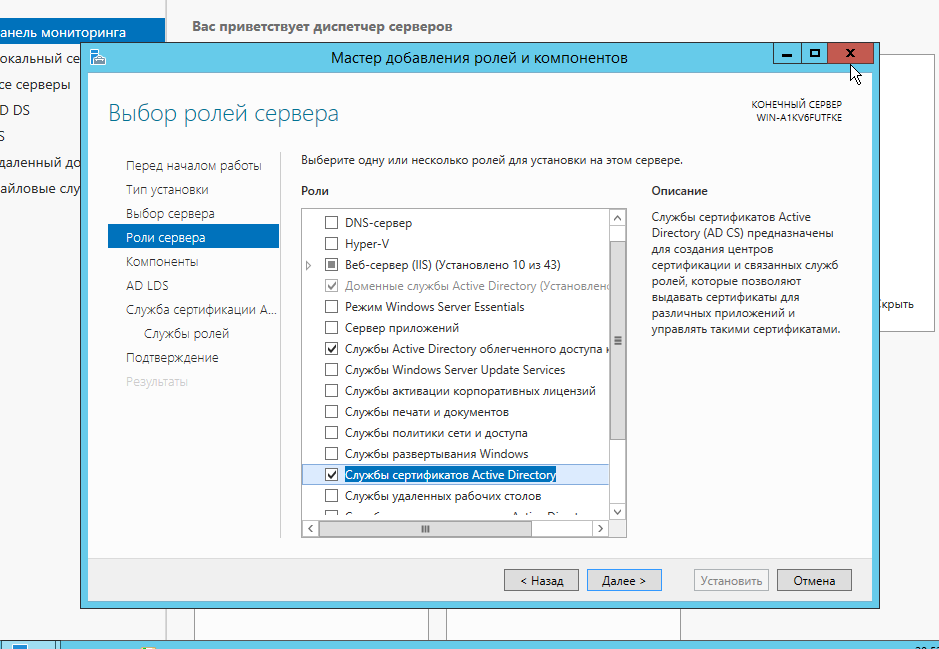 Вас приветствует диспетчер серверов
анель мониторинга
окальный се
се серверы
D DS
S
даленный до
айловые слу
Мастер добавления ролей и компонентов
Выбор ролей сервера
КОНЕЧНЫЙ СЕРВЕР
WIN-A1KV6FUTFKE
Перед началом работы
Тип установки
Выбор сервера
Роли сервера
Компоненты
AD LDS
Служба сертификации A...
Службы ролей
Подтверждение
Результаты
Выберите одну или несколько ролей для установки на этом сервере.
Роли
DNS-сервер
Hyper-V
Веб-сервер (IIS) (Установлено 10 из 43)
Доменные службы Active Directory (Установлено
Режим Windows Server Essentials
Сервер приложений
Службы Active Directory облегченного доступа к
Службы Windows Server Update Services
Службы активации корпоративных лицензий
Службы печати и документов
Службы политики сети и доступа
Службы развертывания Windows
Службы сертификатов Active Directory
Службы удаленных рабочих столов
Описание
Службы сертификатов Active
Directory (AD CS) предназначены
для создания центров
сертификации и связанных служб
ролей, которые позволяют
выдавать сертификаты для
различных приложений и
управлять такими сертификатами.
крыть
< Назад
Далее >
Установить
Отмена